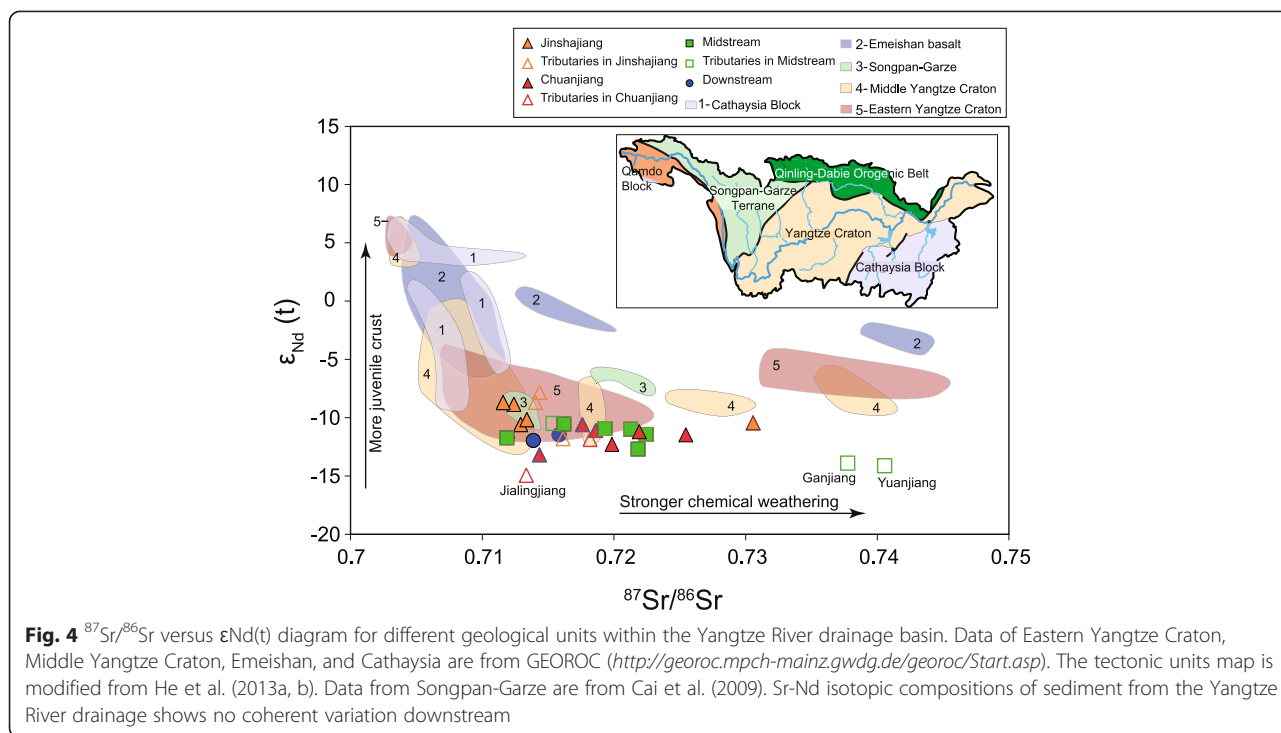 Jinshajiang
Tributaries in Jinshajiang
Chuanjiang
Tributaries in Chuanjiang
Midstream
Tributaries in Midstream
Downstream
1-Cathaysia Block
2-Emeishan basalt
3-Songpan-Garze
4-Middle Yangtze Craton
5-Eastern Yangtze Craton
15
10
5
0
-5
-10
-15
-20
εNd (t)
More juvenile crust
Qamdo
Block
Songpan-Garze
Terrane
Qinling-Dabie Orogenic Belt
Yangtze Craton
Cathaysia Block
5
4
1
2
1
2
1
4
2
5
3
5
3
4
4
4
Jialingjiang
Ganjiang
Yuanjiang
Stronger chemical weathering
0.7
0.71
0.72
0.73
0.74
0.75
⁸⁷Sr/⁸⁶Sr
Fig. 4 ⁸⁷Sr/⁸⁶Sr versus εNd(t) diagram for different geological units within the Yangtze River drainage basin. Data of Eastern Yangtze Craton,
Middle Yangtze Craton, Emeishan, and Cathaysia are from GEOROC (http://georoc.mpch-mainz.gwdg.de/georoc/Start.asp). The tectonic units map is
modified from He et al. (2013a, b). Data from Songpan-Garze are from Cai et al. (2009). Sr-Nd isotopic compositions of sediment from the Yangtze
River drainage shows no coherent variation downstream